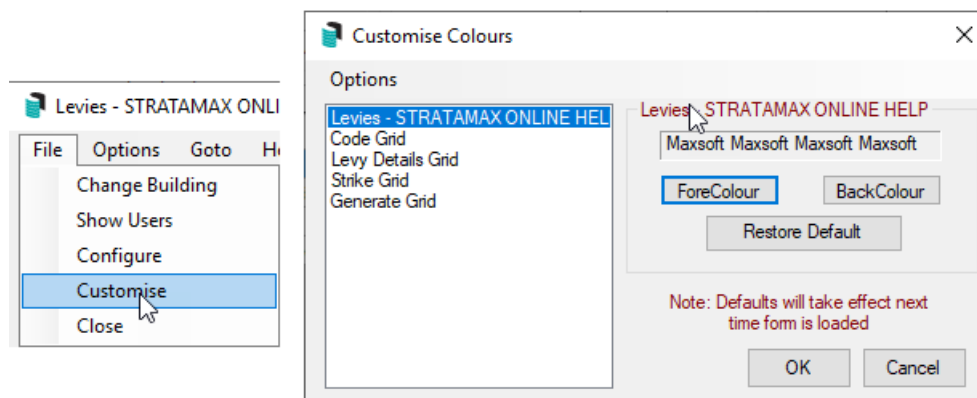 Levies - STRATAMAX ONLI
File Options Goto H
Change Building
Show Users
Configure
Customise
Close
Customise Colours
Options
Levies - STRATAMAX ONLINE HEL
Code Grid
Levy Details Grid
Strike Grid
Generate Grid
Levies - STRATAMAX ONLINE HELP
Maxsoft Maxsoft Maxsoft Maxsoft
ForeColour BackColour
Restore Default
Note: Defaults will take effect next
time form is loaded
OK Cancel